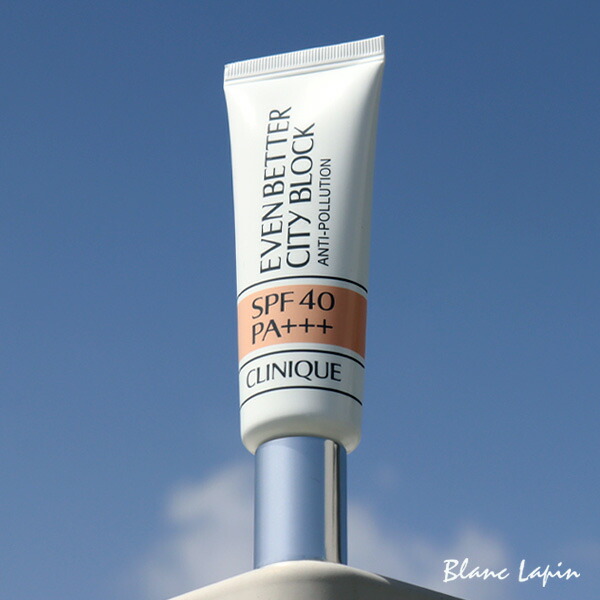 EVEN BETTER
CITY BLOCK
ANTI-POLLUTION
SPF 40
PA+++
CLINIQUE
Blanc Lapin